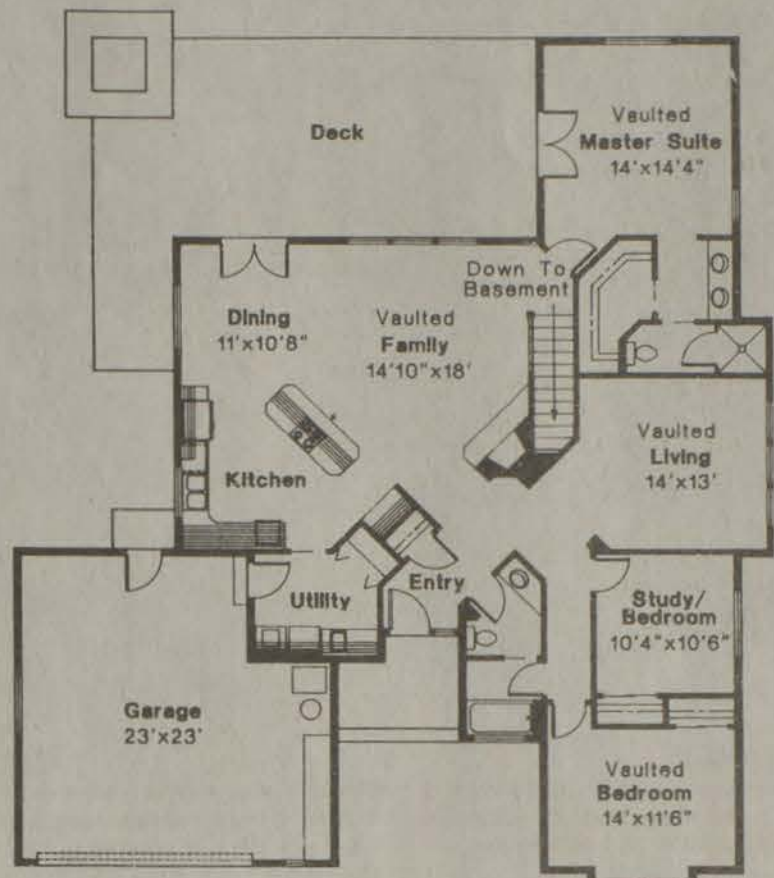 Deck
Vaulted
Master Suite
14'x14'4"
Down To
Basement
Dining
11'x10'8"
Vaulted
Family
14'10"x18'
Vaulted
Living
14'x13'
Kitchen
Entry
Utility
Study/
Bedroom
10'4"x10'6"
Garage
23'x23'
Vaulted
Bedroom
14'x11'6"